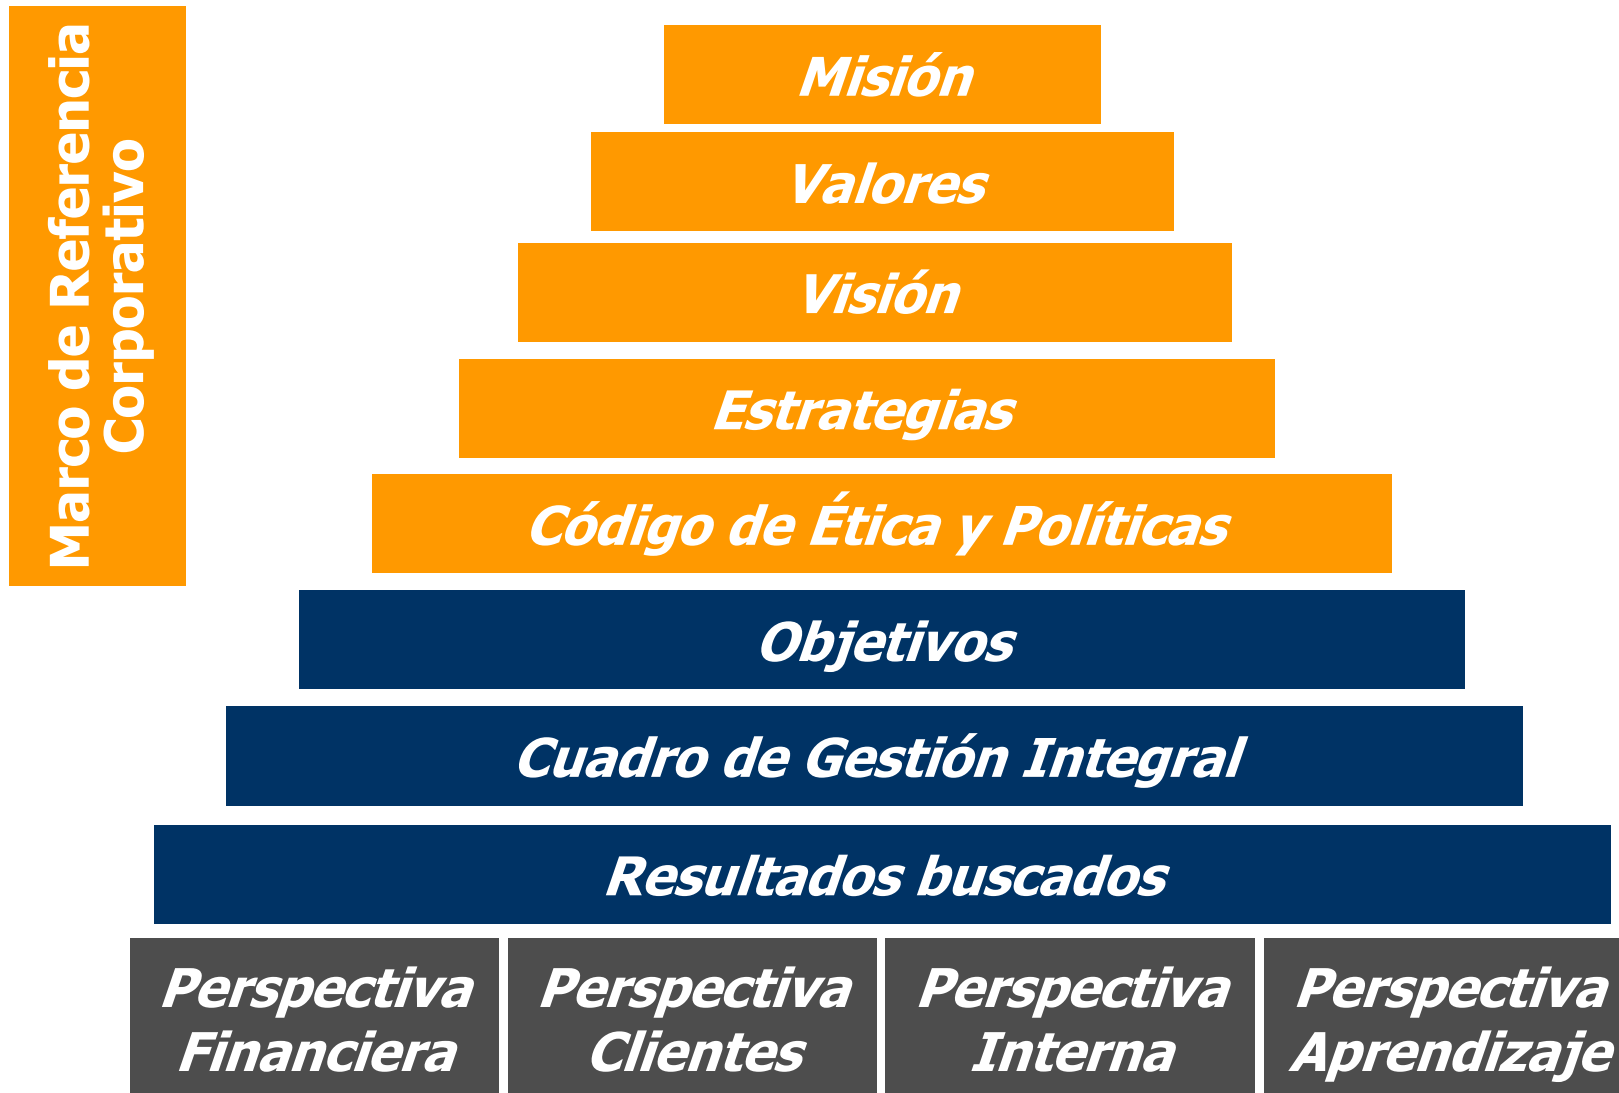 Marco de Referencia
Corporativo
Misión
Valores
Visión
Estrategias
Código de Ética y Políticas
Objetivos
Cuadro de Gestión Integral
Resultados buscados
Perspectiva
Financiera
Perspectiva
Clientes
Perspectiva
Interna
Perspectiva
Aprendizaje